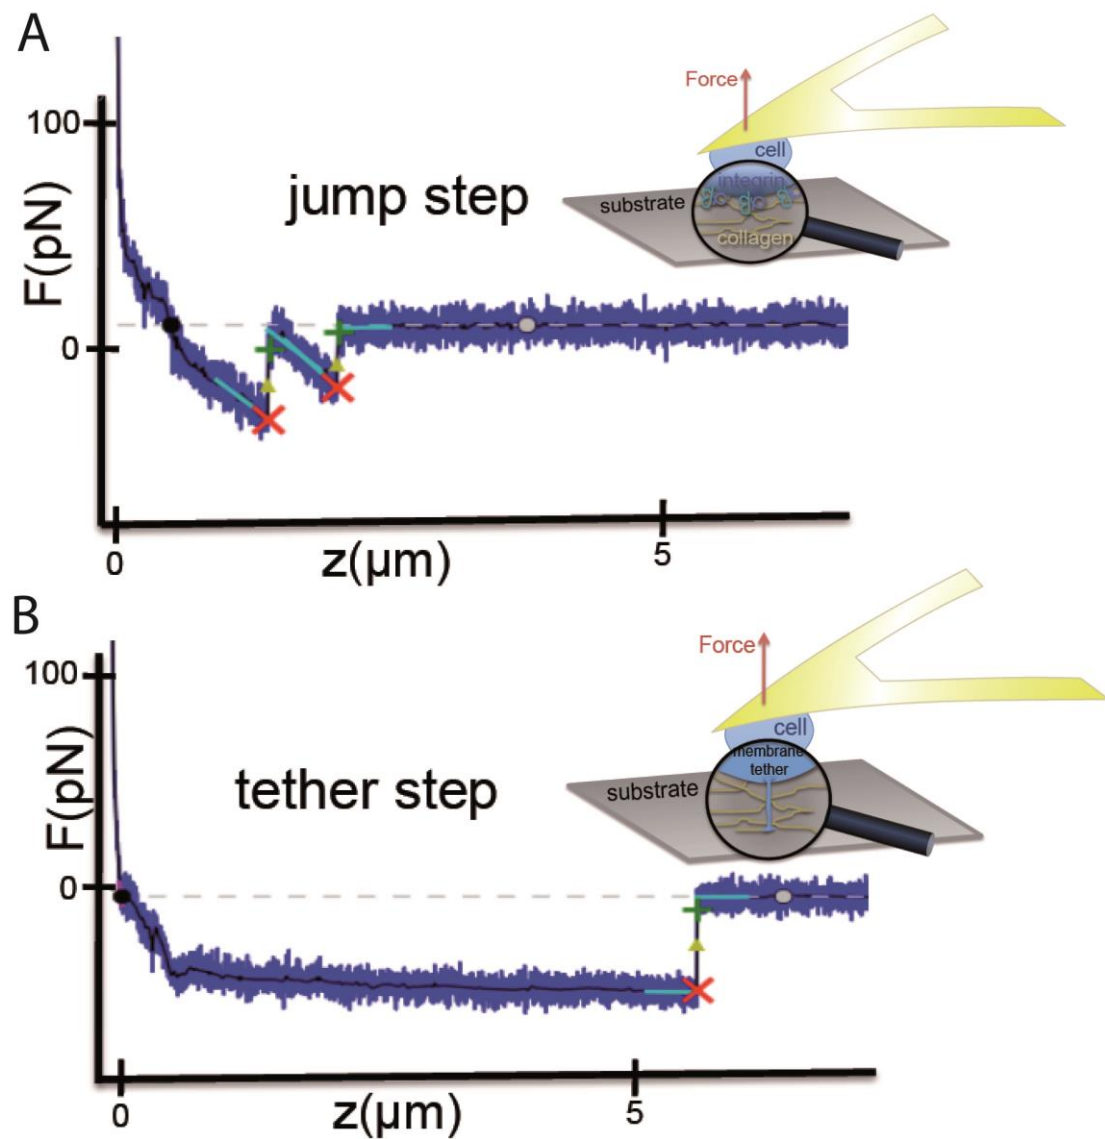 A
100
F(pN)
0
jump step
Force
cell
integrin
substrate
collagen
0
z(µm)
5
B
100
F(pN)
0
tether step
Force
cell
membrane
tether
substrate
0
z(µm)
5